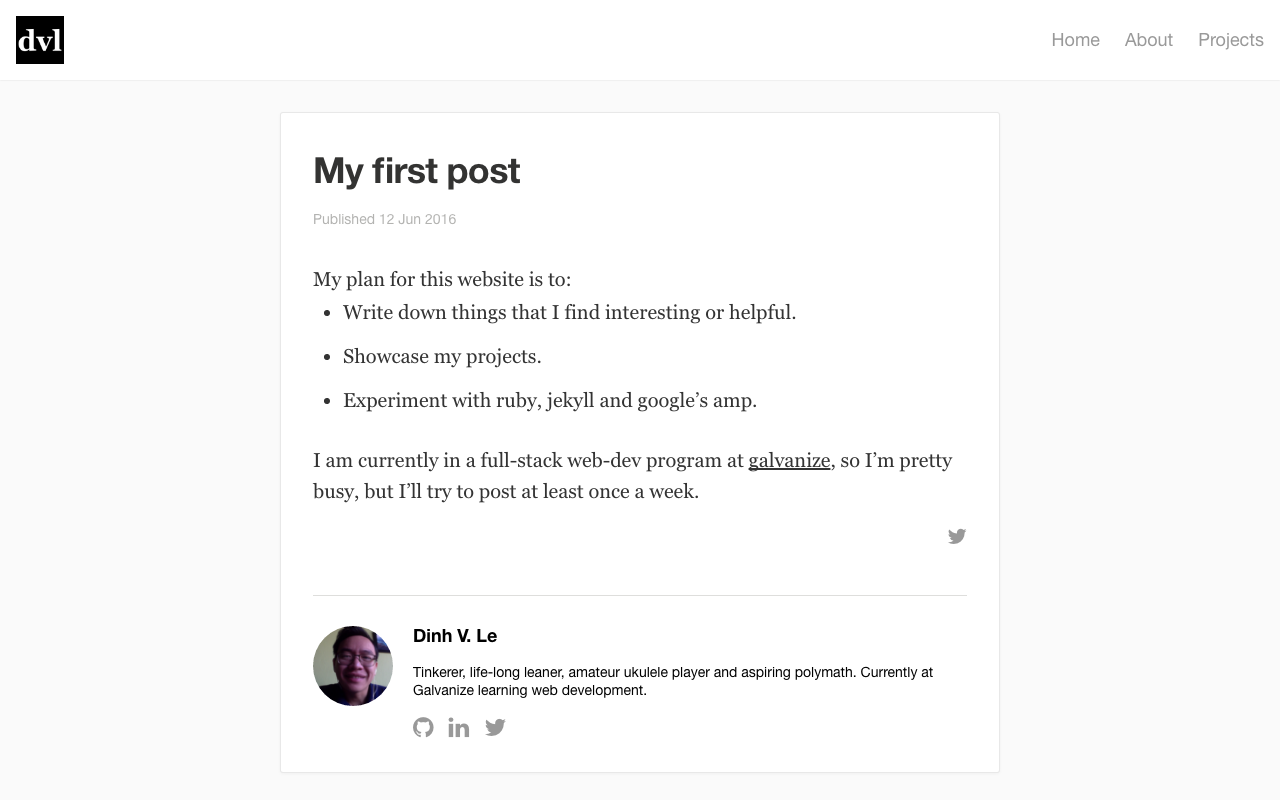 dvl
Home About Projects
My first post
Published 12 Jun 2016
My plan for this website is to:
• Write down things that I find interesting or helpful.
• Showcase my projects.
• Experiment with ruby, jekyll and google’s amp.
I am currently in a full-stack web-dev program at galvanize, so I’m pretty
busy, but I’ll try to post at least once a week.
Dinh V. Le
Tinkerer, life-long leaner, amateur ukulele player and aspiring polymath. Currently at
Galvanize learning web development.